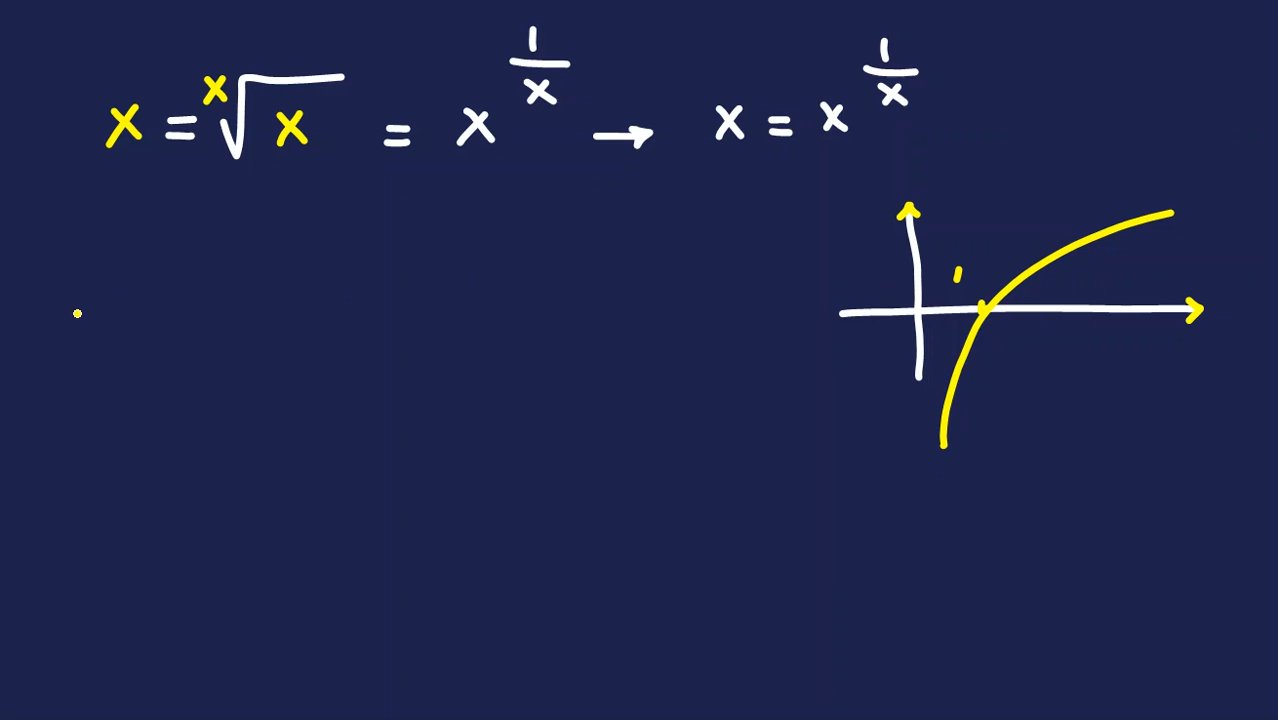 x = ˣ√x = x^(1/x) → x = x^(1/x)
1